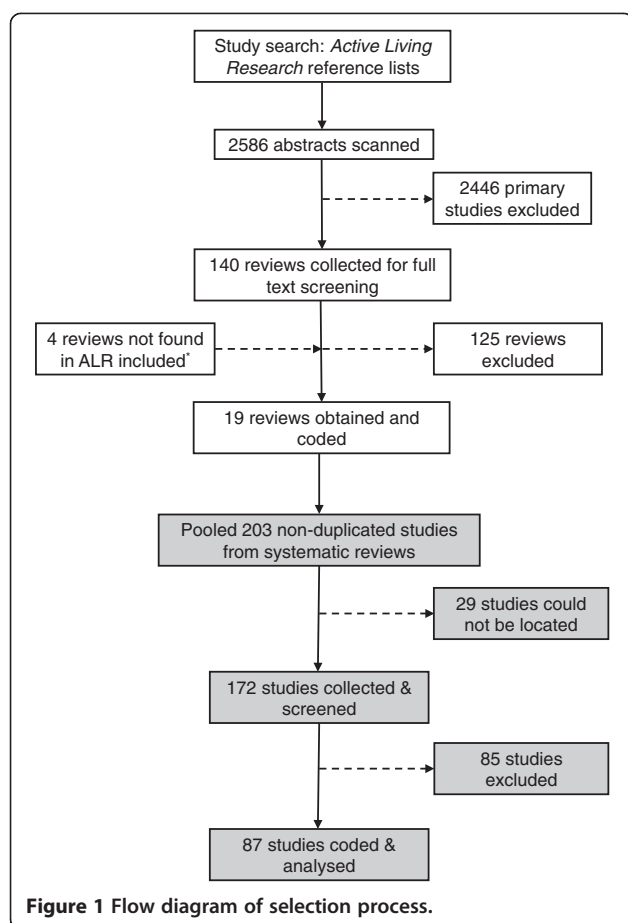 Study search: Active Living
Research reference lists
2586 abstracts scanned
2446 primary
studies excluded
140 reviews collected for full
text screening
4 reviews not found
in ALR included*
125 reviews
excluded
19 reviews obtained and
coded
Pooled 203 non-duplicated studies
from systematic reviews
29 studies could
not be located
172 studies collected &
screened
85 studies
excluded
87 studies coded &
analysed
Figure 1 Flow diagram of selection process.